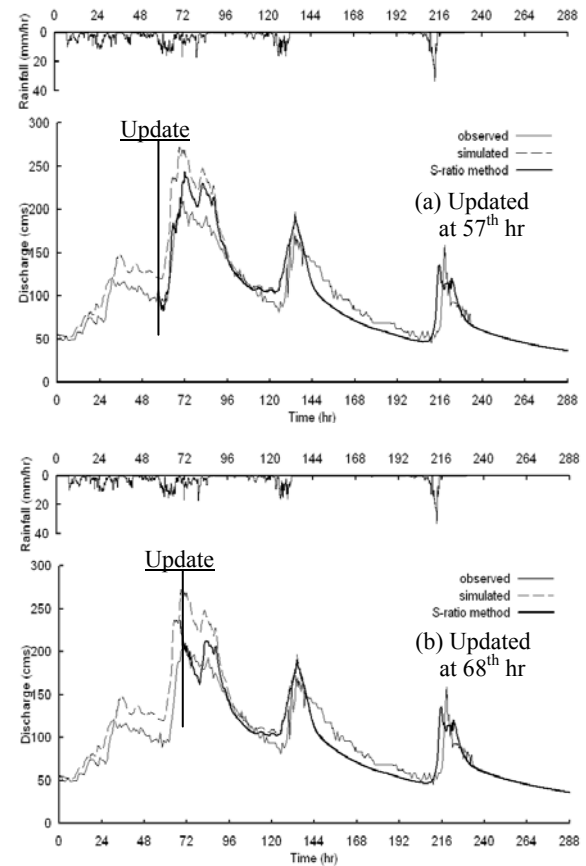 0 24 48 72 96 120 144 168 192 216 240 264 288
Rainfall (mm/hr)
0
20
40
300
250
200
150
100
50
0
Discharge (cms)
Update
observed
simulated
S-ratio method
(a) Updated
at 57th hr
0 24 48 72 96 120 144 168 192 216 240 264 288
Time (hr)
0 24 48 72 96 120 144 168 192 216 240 264 288
Rainfall (mm/hr)
0
20
40
60
300
250
200
150
100
50
0
Discharge (cms)
Update
observed
simulated
S-ratio method
(b) Updated
at 68th hr
0 24 48 72 96 120 144 168 192 216 240 264 288
Time (hr)